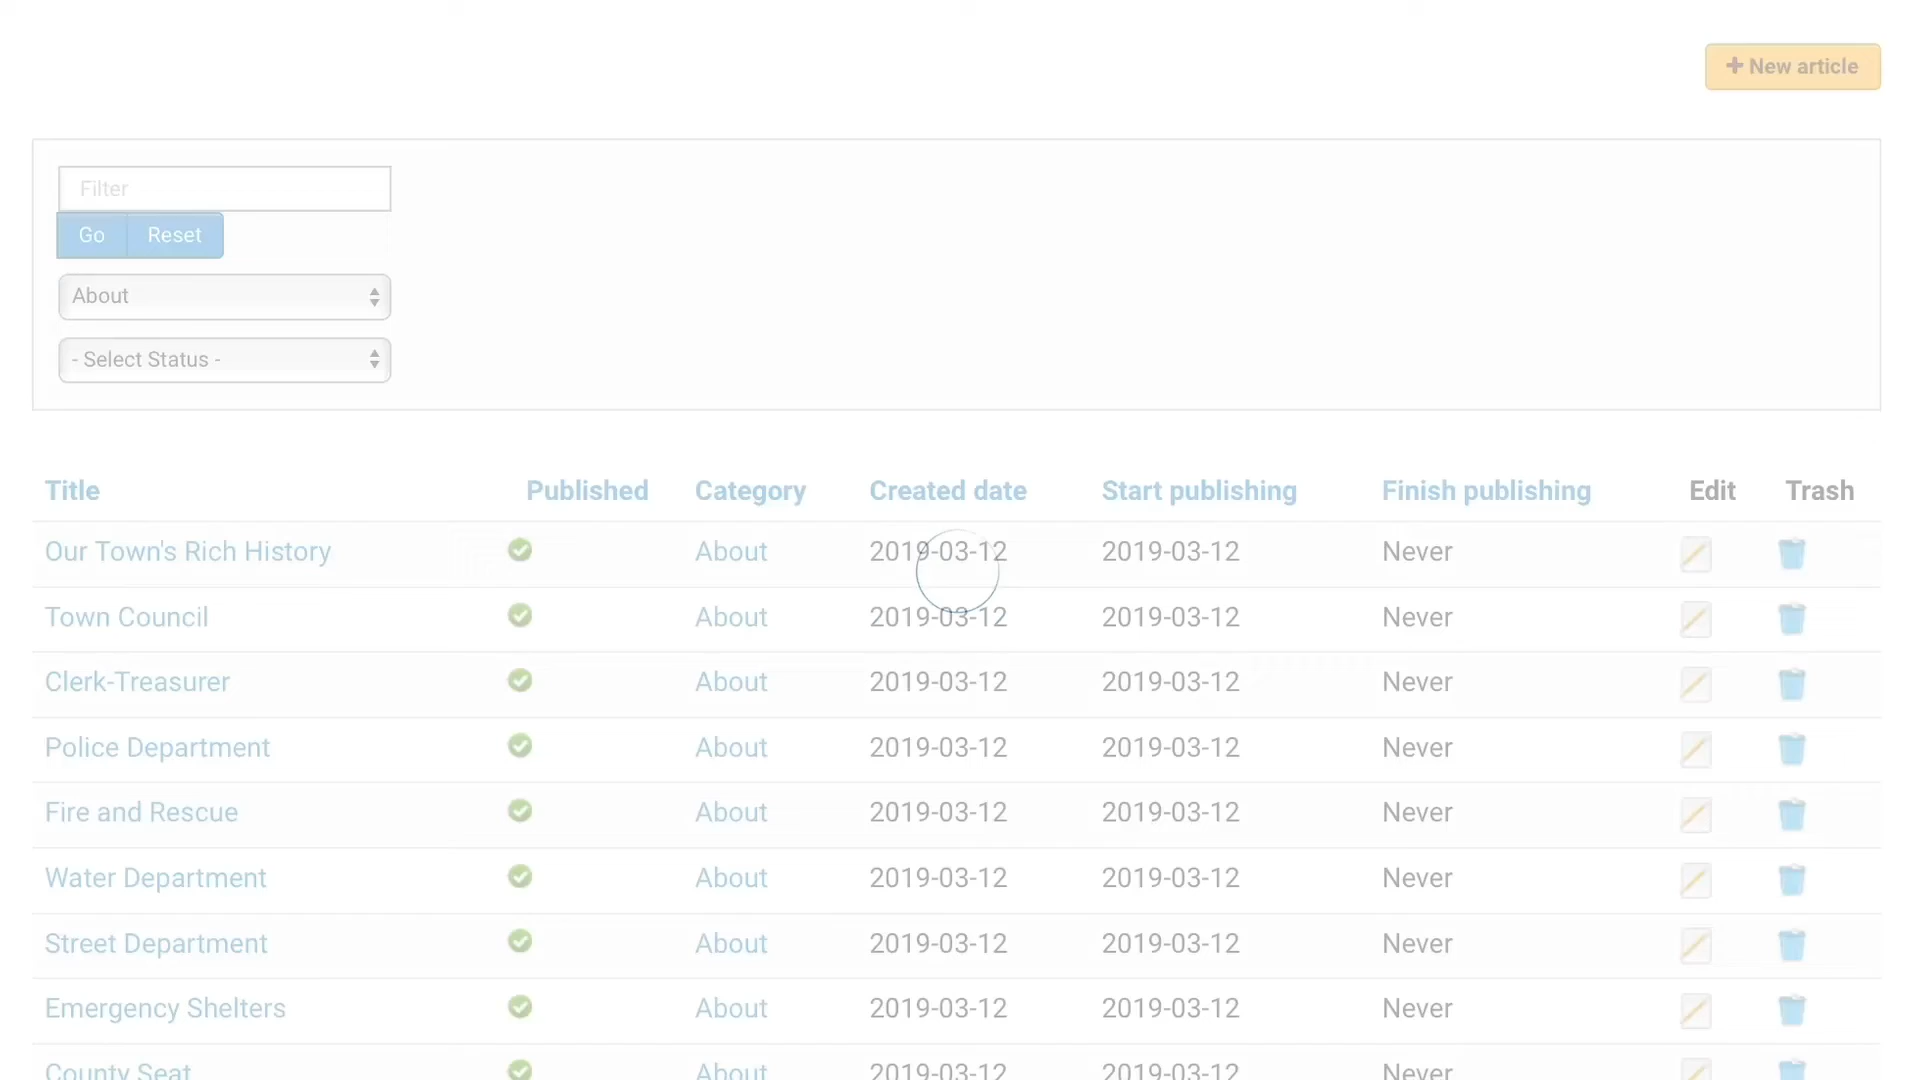 + New article
Filter
Go Reset
About
- Select Status -
Title Published Category Created date Start publishing Finish publishing Edit Trash
Our Town's Rich History About 2019-03-12 2019-03-12 Never
Town Council About 2019-03-12 2019-03-12 Never
Clerk-Treasurer About 2019-03-12 2019-03-12 Never
Police Department About 2019-03-12 2019-03-12 Never
Fire and Rescue About 2019-03-12 2019-03-12 Never
Water Department About 2019-03-12 2019-03-12 Never
Street Department About 2019-03-12 2019-03-12 Never
Emergency Shelters About 2019-03-12 2019-03-12 Never
County Seat About 2019-03-12 2019-03-12 Never